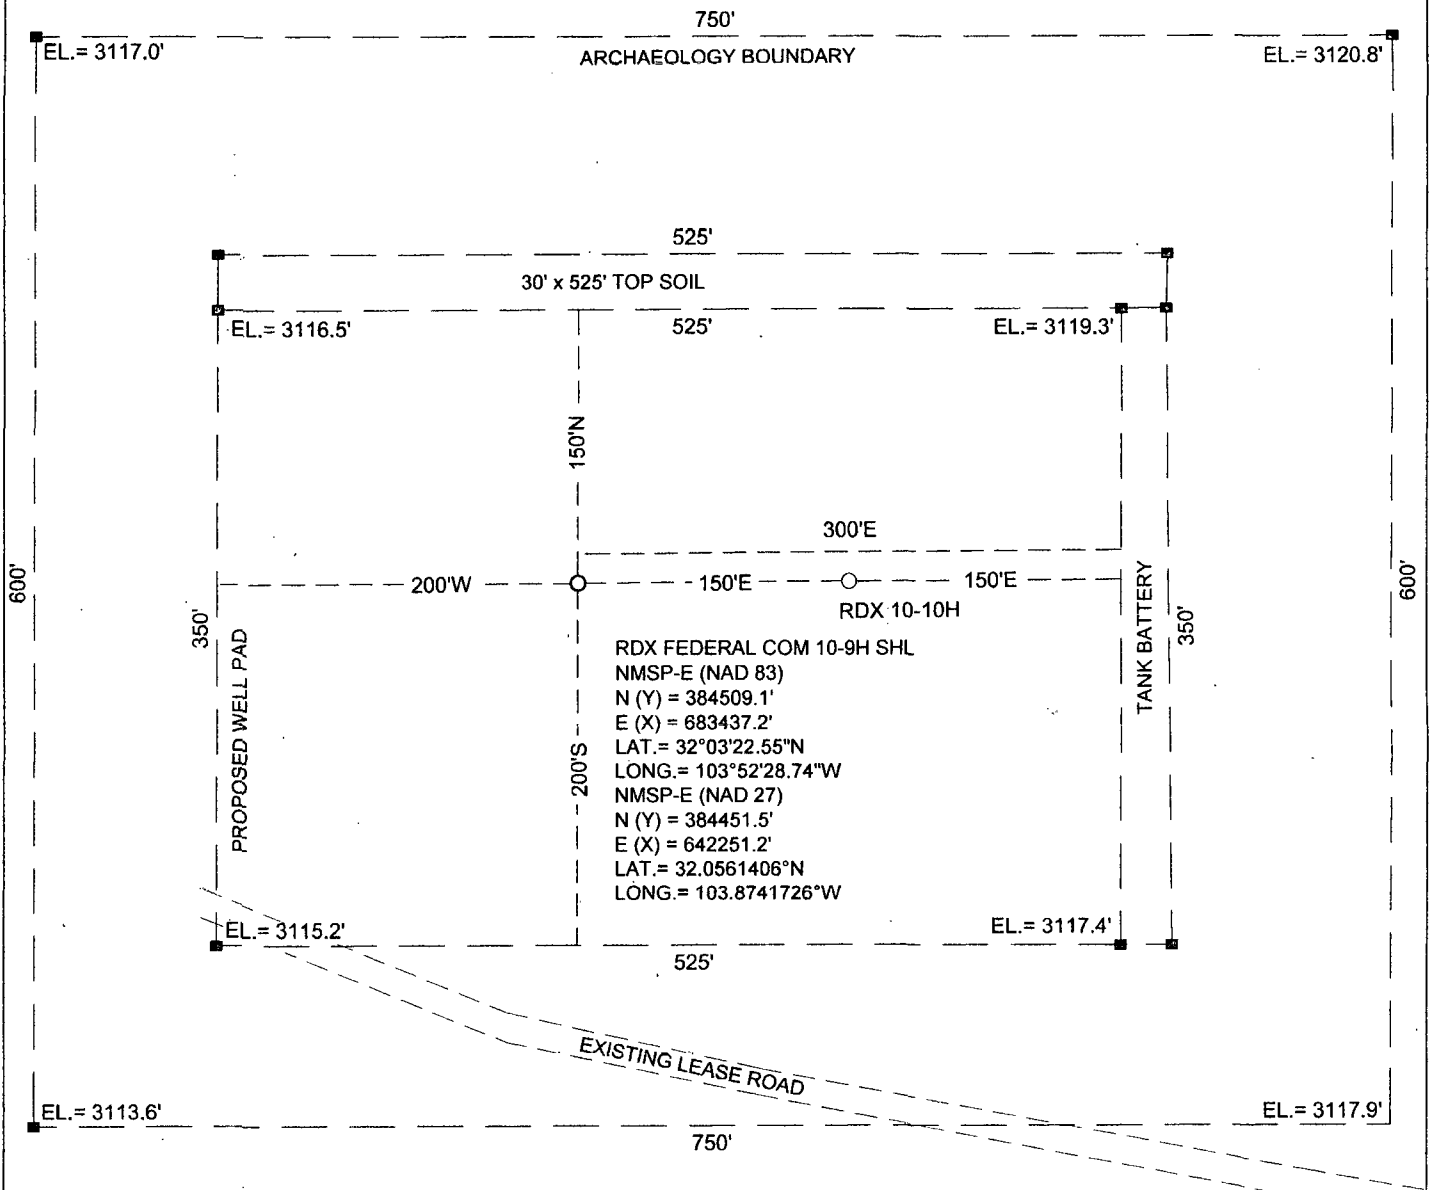 750'
EL.= 3117.0'
ARCHAEOLOGY BOUNDARY
EL.= 3120.8'
525'
30' x 525' TOP SOIL
EL.= 3116.5'
525'
EL.= 3119.3'
150'N
300'E
600'
200'W
150'E
150'E
600'
RDX 10-10H
350'
PROPOSED WELL PAD
TANK BATTERY
350'
RDX FEDERAL COM 10-9H SHL
NMSP-E (NAD 83)
N (Y) = 384509.1'
E (X) = 683437.2'
LAT.= 32°03'22.55"N
LONG.= 103°52'28.74"W
NMSP-E (NAD 27)
N (Y) = 384451.5'
E (X) = 642251.2'
LAT.= 32.0561406°N
LONG.= 103.8741726°W
200'S
EL.= 3115.2'
EL.= 3117.4'
525'
EXISTING LEASE ROAD
EL.= 3113.6'
EL.= 3117.9'
750'